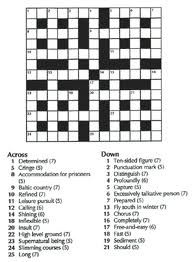 Across
1 Determined (7)
5 Cringe (5)
8 Accommodation for prisoners
(5)
9 Baltic country (7)
10 Refined (7)
11 Leisure pursuit (5)
12 Calling (6)
14 Shining (6)
18 Inflexible (5)
20 Insult (7)
22 High level ground (7)
23 Supernatural being (5)
24 Slimming courses (5)
25 Long (7)
Down
1 Ten-sided figure (7)
2 Punctuation mark (5)
3 Distinguish (7)
4 Profoundly (6)
5 Capture (5)
6 Excessively talkative person (7)
7 Prepared (5)
13 Fly south in winter (7)
15 Chorus (7)
16 Completely (7)
17 Free-and-easy (6)
18 Fast (5)
19 Sediment (5)
21 Should (5)